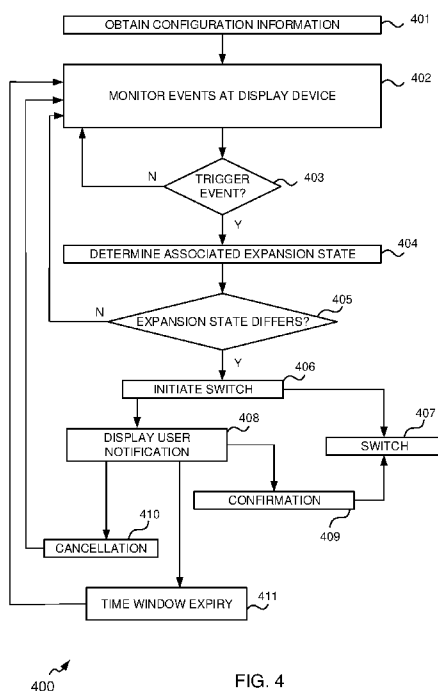 OBTAIN CONFIGURATION INFORMATION
401
MONITOR EVENTS AT DISPLAY DEVICE
402
N
TRIGGER
EVENT?
403
Y
DETERMINE ASSOCIATED EXPANSION STATE
404
N
EXPANSION STATE DIFFERS?
405
Y
INITIATE SWITCH
406
DISPLAY USER
NOTIFICATION
408
SWITCH
407
CONFIRMATION
409
CANCELLATION
410
TIME WINDOW EXPIRY
411
400
FIG. 4